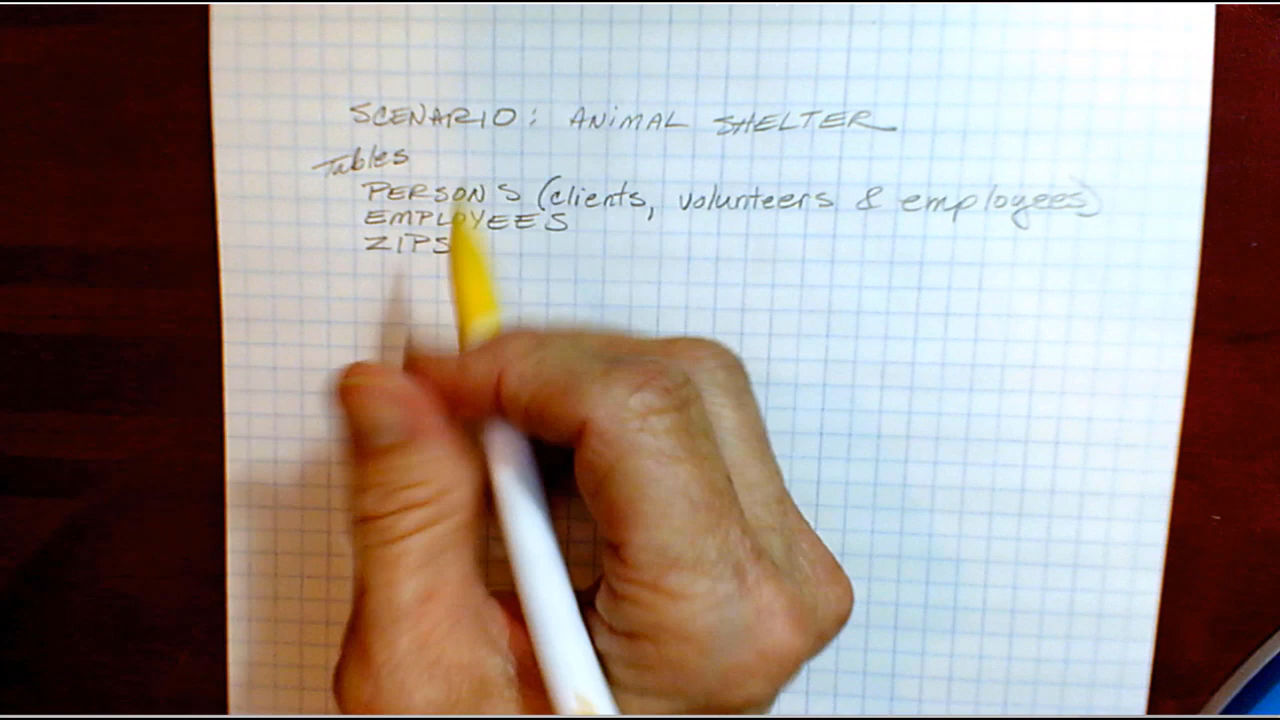 SCENARIO: ANIMAL SHELTER
Tables
PERSONS (clients, volunteers & employees)
EMPLOYEES
ZIPS